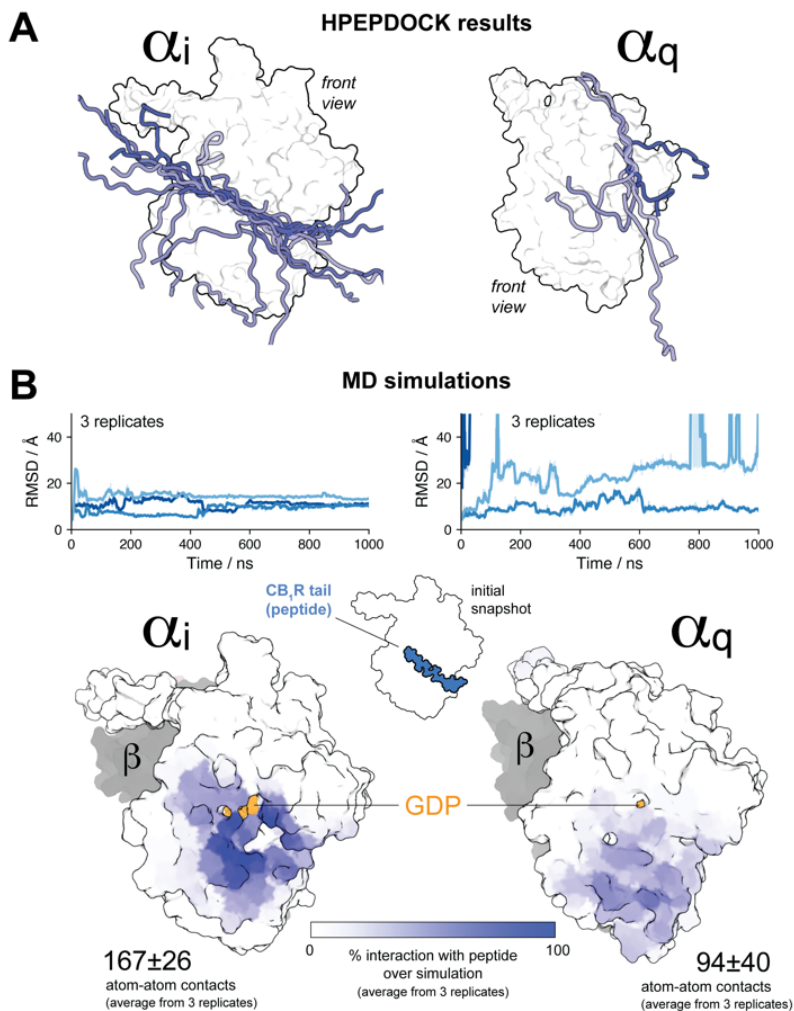 A
HPEPDOCK results
αi
front
view
αq
front
view
B
MD simulations
3 replicates
RMSD / Å
40
20
0
0
200
400
600
800
1000
Time / ns
3 replicates
RMSD / Å
40
20
0
0
200
400
600
800
1000
Time / ns
CB1R tail
(peptide)
initial
snapshot
αi
αq
β
β
GDP
0
100
% interaction with peptide
over simulation
(average from 3 replicates)
167±26
atom-atom contacts
(average from 3 replicates)
94±40
atom-atom contacts
(average from 3 replicates)